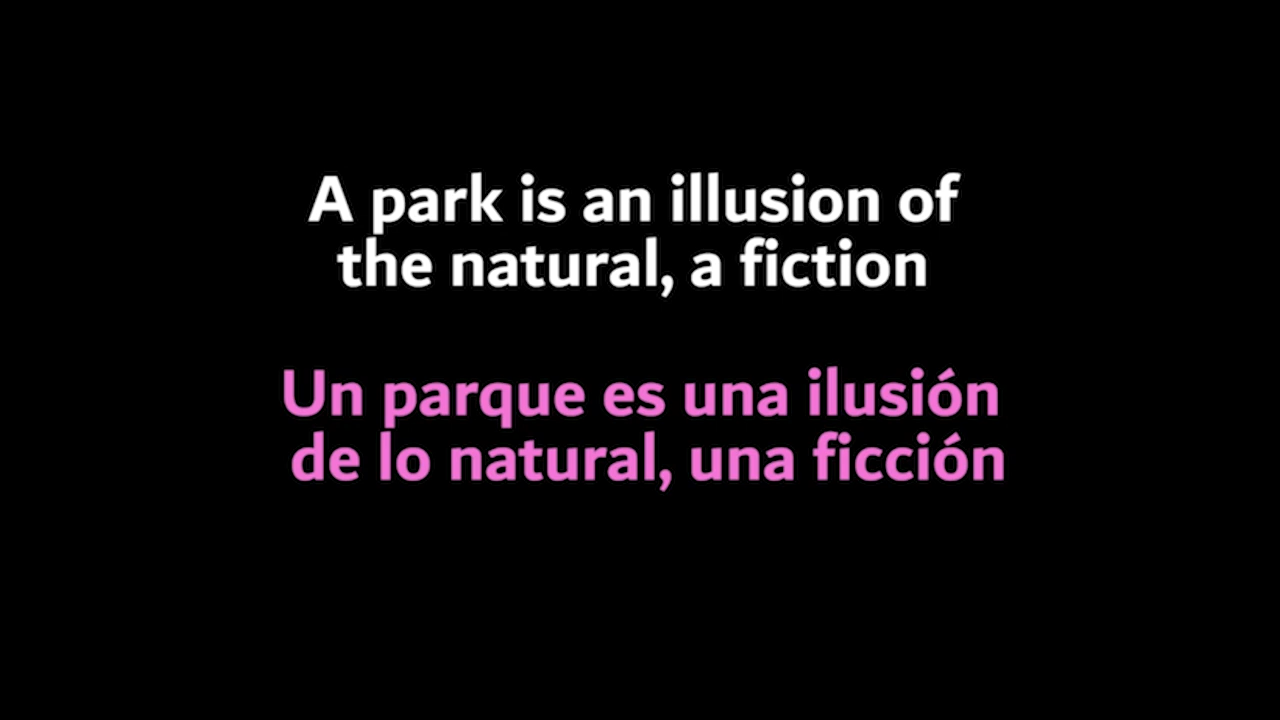 A park is an illusion of
the natural, a fiction
Un parque es una ilusión
de lo natural, una ficción